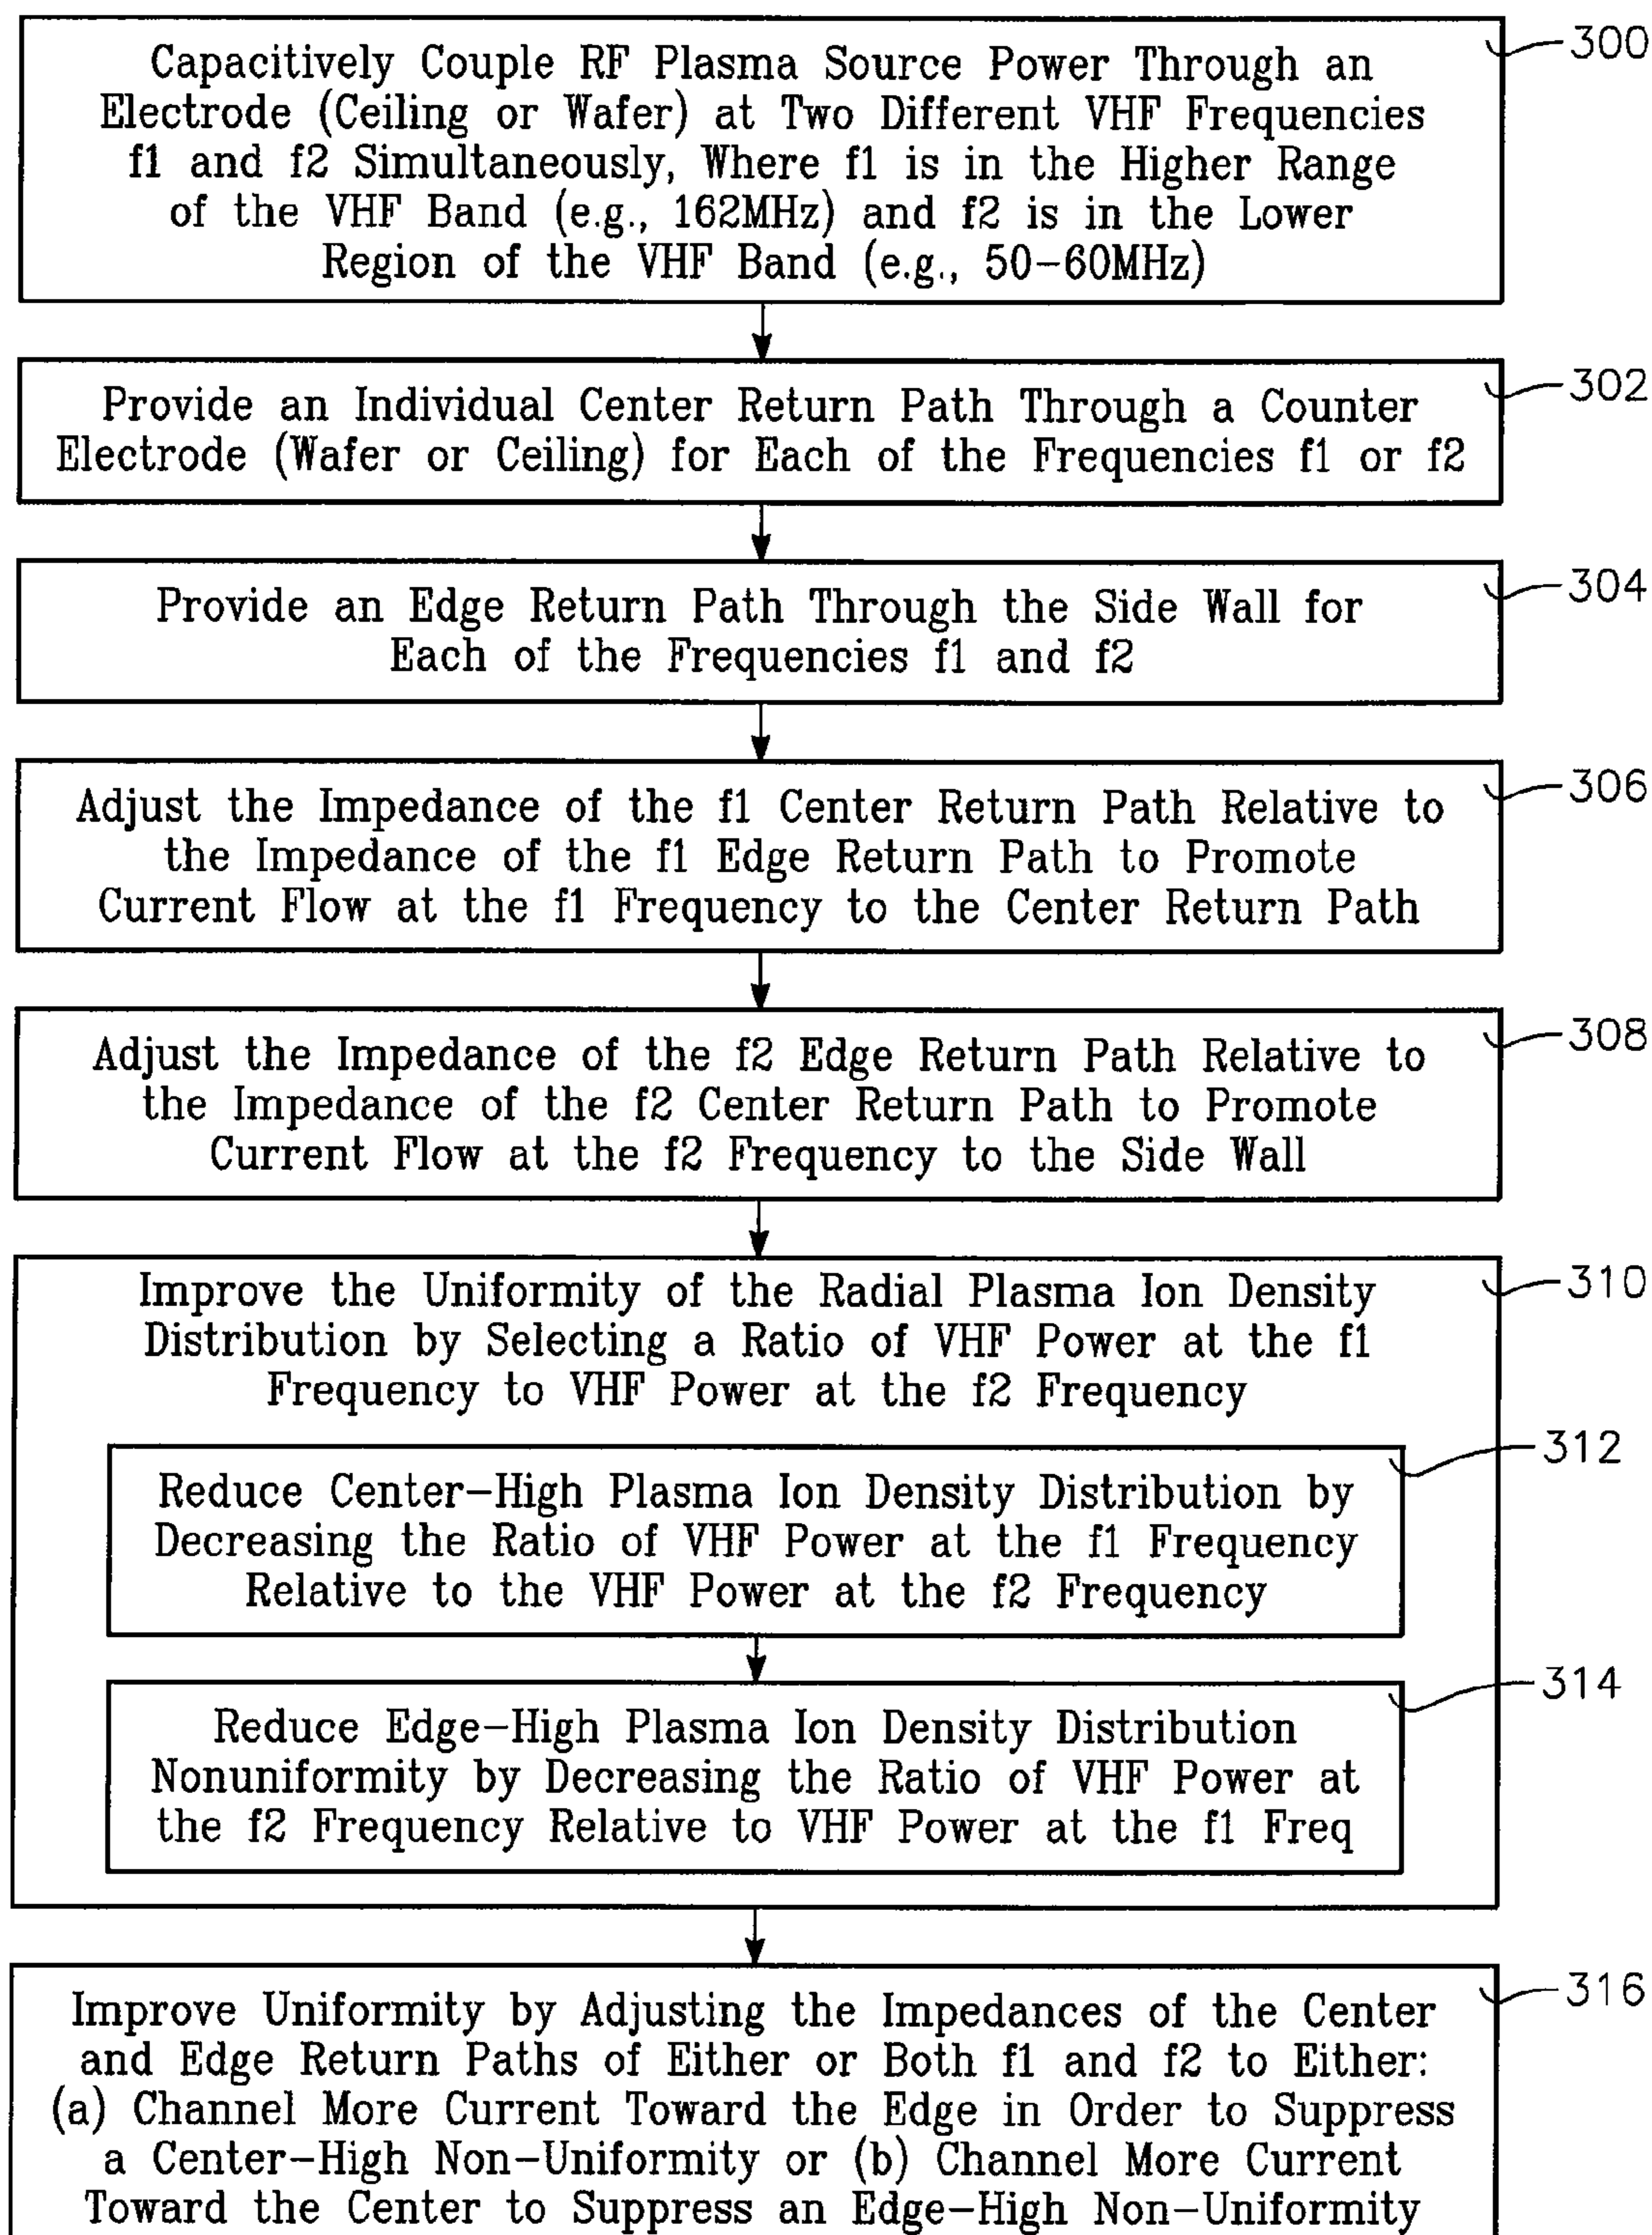 Capacitively Couple RF Plasma Source Power Through an
Electrode (Ceiling or Wafer) at Two Different VHF Frequencies
f1 and f2 Simultaneously, Where f1 is in the Higher Range
of the VHF Band (e.g., 162MHz) and f2 is in the Lower
Region of the VHF Band (e.g., 50-60MHz)
300
Provide an Individual Center Return Path Through a Counter
Electrode (Wafer or Ceiling) for Each of the Frequencies f1 or f2
302
Provide an Edge Return Path Through the Side Wall for
Each of the Frequencies f1 and f2
304
Adjust the Impedance of the f1 Center Return Path Relative to
the Impedance of the f1 Edge Return Path to Promote
Current Flow at the f1 Frequency to the Center Return Path
306
Adjust the Impedance of the f2 Edge Return Path Relative to
the Impedance of the f2 Center Return Path to Promote
Current Flow at the f2 Frequency to the Side Wall
308
Improve the Uniformity of the Radial Plasma Ion Density
Distribution by Selecting a Ratio of VHF Power at the f1
Frequency to VHF Power at the f2 Frequency
310
Reduce Center-High Plasma Ion Density Distribution by
Decreasing the Ratio of VHF Power at the f1 Frequency
Relative to the VHF Power at the f2 Frequency
312
Reduce Edge-High Plasma Ion Density Distribution
Nonuniformity by Decreasing the Ratio of VHF Power at
the f2 Frequency Relative to VHF Power at the f1 Freq
314
Improve Uniformity by Adjusting the Impedances of the Center
and Edge Return Paths of Either or Both f1 and f2 to Either:
(a) Channel More Current Toward the Edge in Order to Suppress
a Center-High Non-Uniformity or (b) Channel More Current
Toward the Center to Suppress an Edge-High Non-Uniformity
316